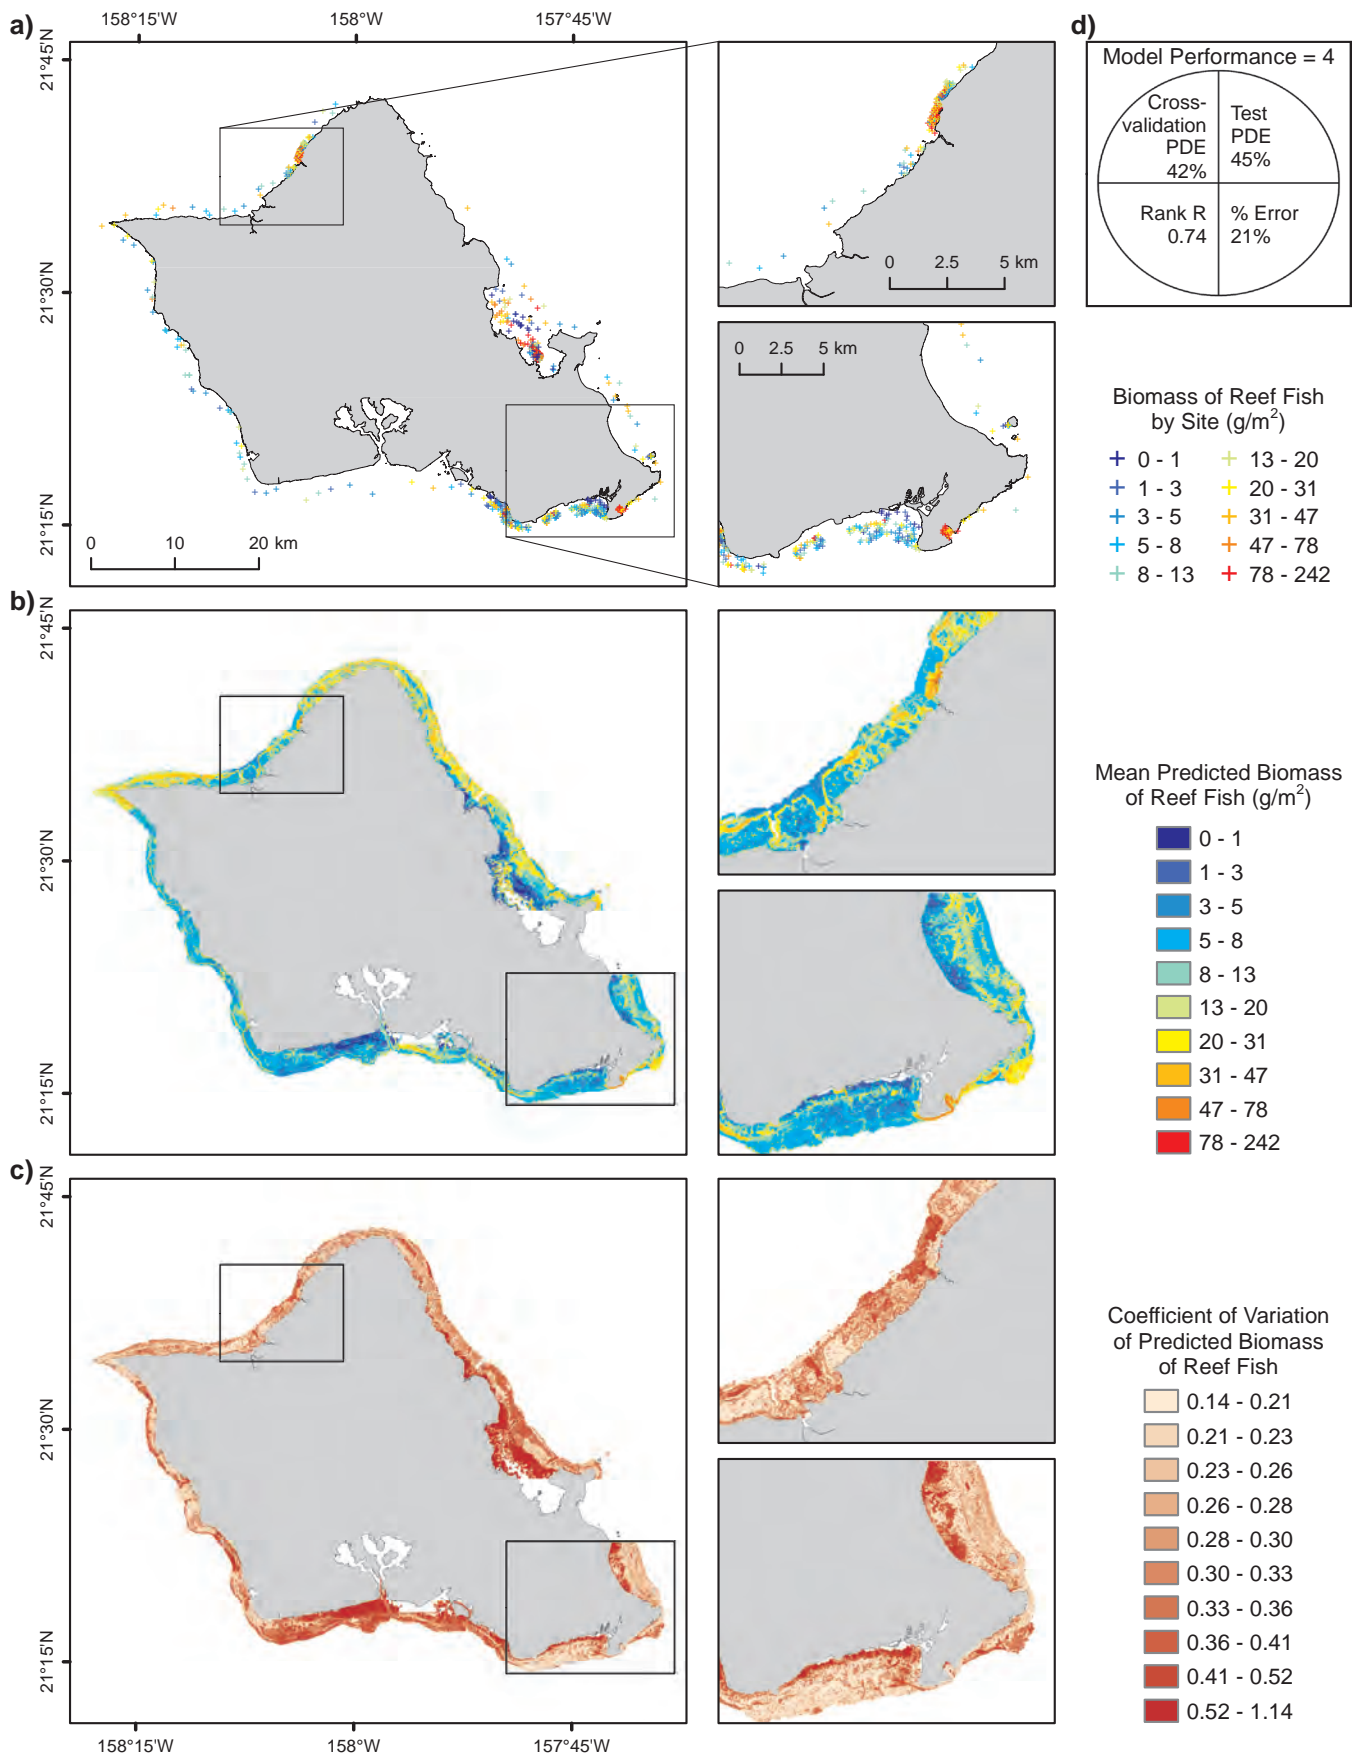 158°15'W
158°W
157°45'W
a)
d)
21°45'N
21°30'N
21°15'N
0
10
20 km
0
2.5
5 km
0
2.5
5 km
Model Performance = 4
Cross-
validation
PDE
42%
Test
PDE
45%
Rank R
0.74
% Error
21%
Biomass of Reef Fish
by Site (g/m²)
0 - 1
1 - 3
3 - 5
5 - 8
8 - 13
13 - 20
20 - 31
31 - 47
47 - 78
78 - 242
b)
21°45'N
21°30'N
21°15'N
Mean Predicted Biomass
of Reef Fish (g/m²)
0 - 1
1 - 3
3 - 5
5 - 8
8 - 13
13 - 20
20 - 31
31 - 47
47 - 78
78 - 242
c)
21°45'N
21°30'N
21°15'N
Coefficient of Variation
of Predicted Biomass
of Reef Fish
0.14 - 0.21
0.21 - 0.23
0.23 - 0.26
0.26 - 0.28
0.28 - 0.30
0.30 - 0.33
0.33 - 0.36
0.36 - 0.41
0.41 - 0.52
0.52 - 1.14
158°15'W
158°W
157°45'W